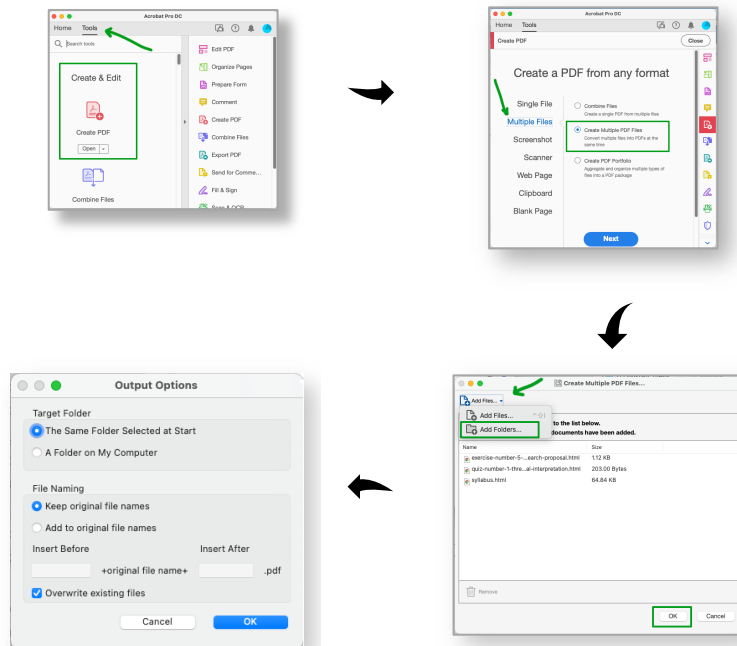 Acrobat Pro DC
Home Tools
Search tools
Create & Edit
Create PDF
Open
Combine Files
Edit PDF
Organize Pages
Prepare Form
Comment
Create PDF
Combine Files
Export PDF
Send for Comme...
Fill & Sign
Scan & OCR
Acrobat Pro DC
Home Tools
Create PDF
Close
Create a PDF from any format
Single File
Multiple Files
Screenshot
Scanner
Web Page
Clipboard
Blank Page
Combine Files
Create a single PDF from multiple files
Create Multiple PDF Files
Convert multiple files into PDFs at the
same time
Create PDF Portfolio
Aggregate and organize multiple types of
files into a PDF package
Next
Create Multiple PDF Files...
Add Files...
Add Files...
Add Folders...
to the list below.
documents have been added.
Name Size
exercise-number-5-...earch-proposal.html 1.12 KB
quiz-number-1-thre...al-interpretation.html 203.00 Bytes
syllabus.html 64.84 KB
Remove
OK Cancel
Output Options
Target Folder
The Same Folder Selected at Start
A Folder on My Computer
File Naming
Keep original file names
Add to original file names
Insert Before Insert After
+original file name+ .pdf
Overwrite existing files
Cancel OK